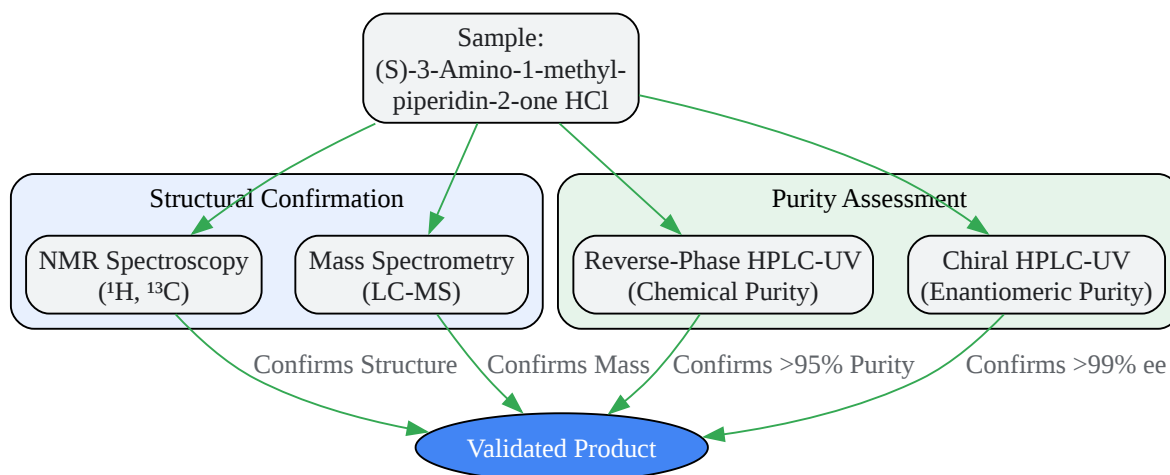 Sample:
(S)-3-Amino-1-methyl-
piperidin-2-one HCl
Structural Confirmation
Purity Assessment
NMR Spectroscopy
(¹H, ¹³C)
Mass Spectrometry
(LC-MS)
Reverse-Phase HPLC-UV
(Chemical Purity)
Chiral HPLC-UV
(Enantiomeric Purity)
Confirms Structure
Confirms Mass
Confirms >95% Purity
Confirms >99% ee
Validated Product